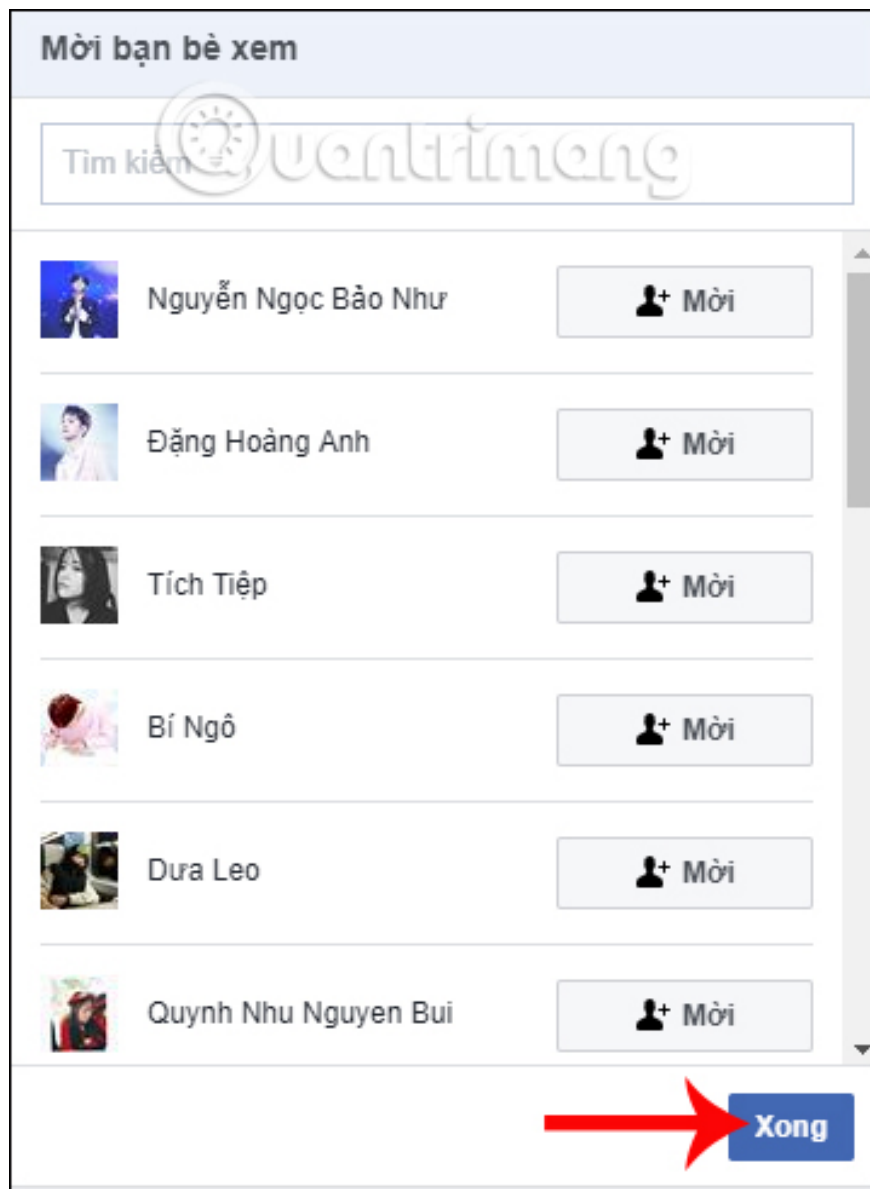 Mời bạn bè xem
Quantrimang
Tìm kiếm
Nguyễn Ngọc Bảo Như
Mời
Đặng Hoàng Anh
Mời
Tích Tiệp
Mời
Bí Ngô
Mời
Dưa Leo
Mời
Quynh Nhu Nguyen Bui
Mời
Xong